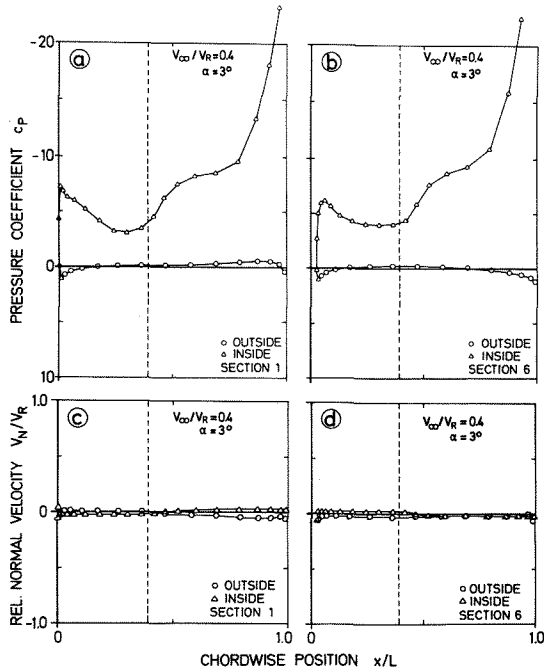 -20
-10
0
10
PRESSURE COEFFICIENT cP
a
V∞/VR=0.4
α=3°
OUTSIDE
INSIDE
SECTION 1
b
V∞/VR=0.4
α=3°
OUTSIDE
INSIDE
SECTION 6
1.0
0
-1.0
REL. NORMAL VELOCITY VN/VR
c
V∞/VR=0.4
α=3°
OUTSIDE
INSIDE
SECTION 1
d
V∞/VR=0.4
α=3°
OUTSIDE
INSIDE
SECTION 6
0
1.0
0
1.0
CHORDWISE POSITION x/L